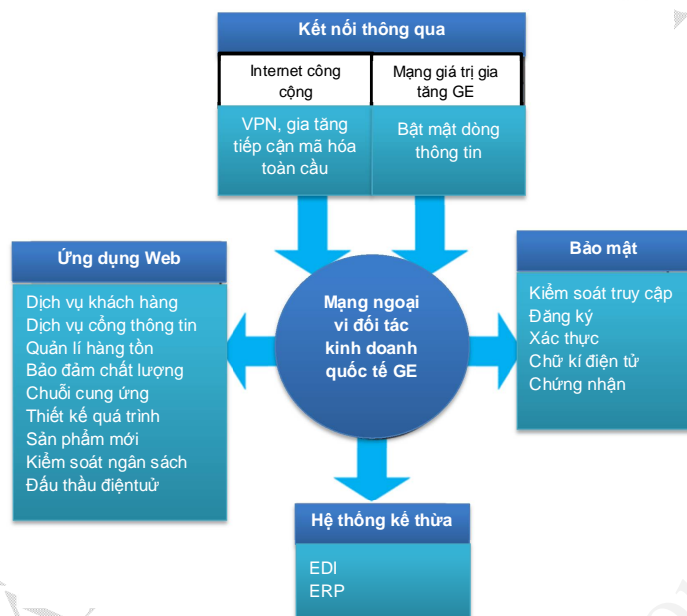 Kết nối thông qua
Internet công
cộng
Mạng giá trị gia
tăng GE
VPN, gia tăng
tiếp cận mã hóa
toàn cầu
Bật mật dòng
thông tin
Ứng dụng Web
Dịch vụ khách hàng
Dịch vụ cổng thông tin
Quản lí hàng tồn
Bảo đảm chất lượng
Chuỗi cung ứng
Thiết kế quá trình
Sản phẩm mới
Kiểm soát ngân sách
Đấu thầu điệntuử
Mạng ngoại
vi đối tác
kinh doanh
quốc tế GE
Bảo mật
Kiểm soát truy cập
Đăng ký
Xác thực
Chữ kí điện tử
Chứng nhận
Hệ thống kế thừa
EDI
ERP